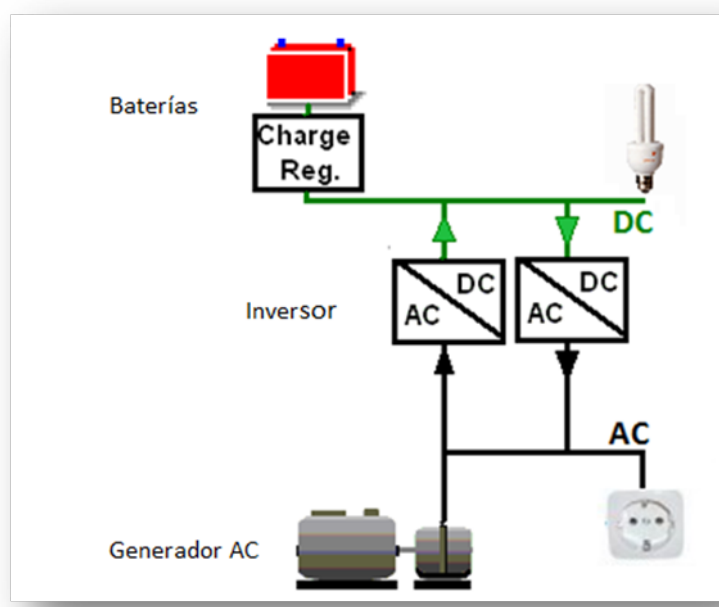 Baterías
Charge
Reg.
DC
Inversor
DC
AC
DC
AC
AC
Generador AC